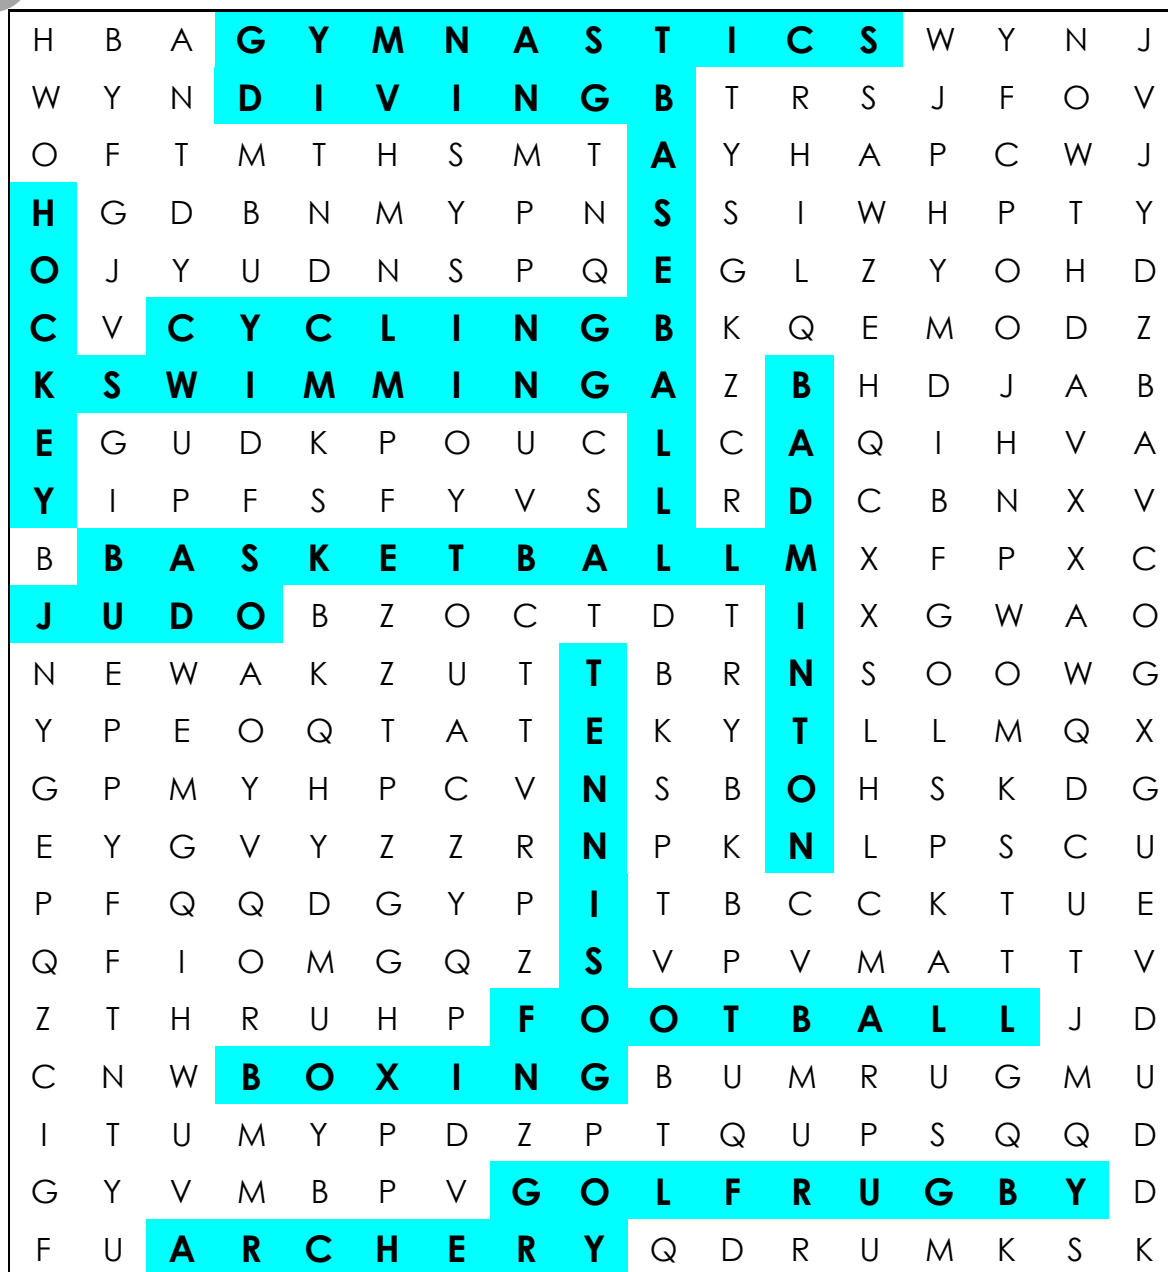 H B A G Y M N A S T I C S W Y N J
W Y N D I V I N G B T R S J F O V
O F T M T H S M T A Y H A P C W J
H G D B N M Y P N S S I W H P T Y
O J Y U D N S P Q E G L Z Y O H D
C V C Y C L I N G B K Q E M O D Z
K S W I M M I N G A Z B H D J A B
E G U D K P O U C L C A Q I H V A
Y I P F S F Y V S L R D C B N X V
B B A S K E T B A L L M X F P X C
J U D O B Z O C T D T I X G W A O
N E W A K Z U T T B R N S O O W G
Y P E O Q T A T E K Y T L L M Q X
G P M Y H P C V N S B O H S K D G
E Y G V Y Z Z R N P K N L P S C U
P F Q Q D G Y P I T B C C K T U E
Q F I O M G Q Z S V P V M A T T V
Z T H R U H P F O O T B A L L J D
C N W B O X I N G B U M R U G M U
I T U M Y P D Z P T Q U P S Q Q D
G Y V M B P V G O L F R U G B Y D
F U A R C H E R Y Q D R U M K S K